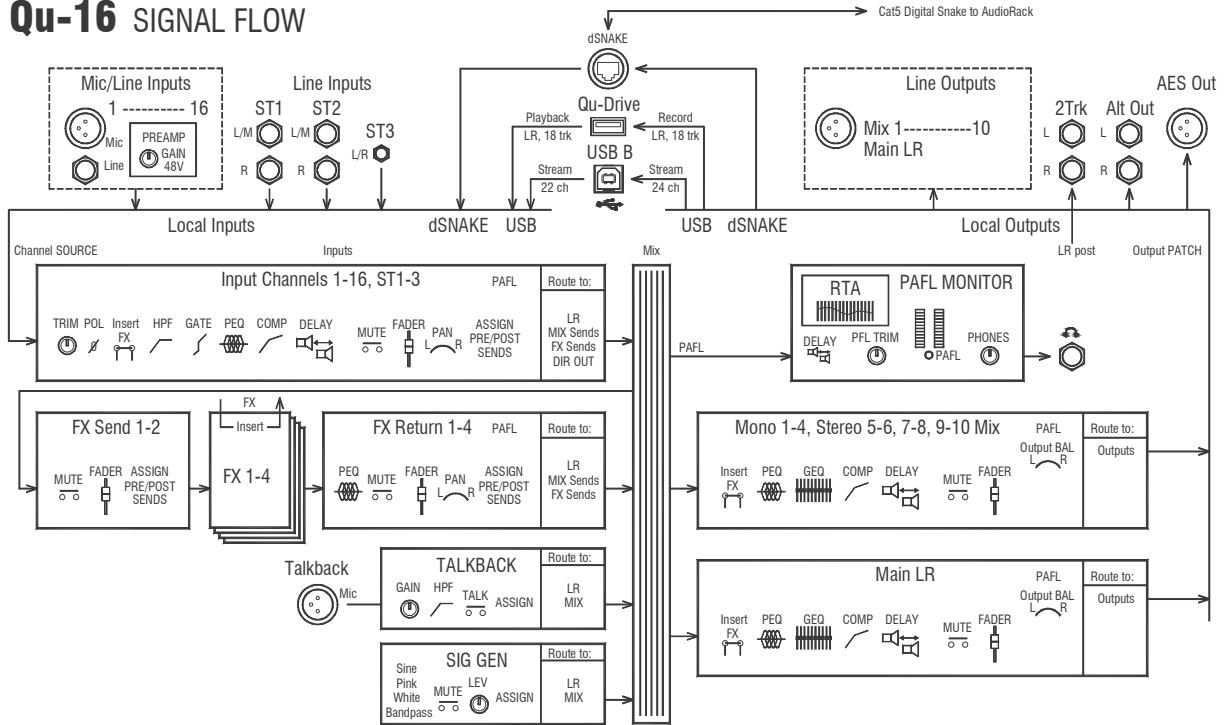 Qu-16 SIGNAL FLOW
Cat5 Digital Snake to AudioRack
dSNAKE
Mic/Line Inputs
1 ---------- 16
Mic
Line
PREAMP
GAIN
48V
Line Inputs
ST1
ST2
ST3
L/M
L/M
L/R
R
R
Qu-Drive
Playback
LR, 18 trk
Record
LR, 18 trk
USB B
Stream
22 ch
Stream
24 ch
Line Outputs
Mix 1-----------10
Main LR
2Trk
Alt Out
AES Out
L
L
R
R
Local Inputs
dSNAKE
USB
USB
dSNAKE
Local Outputs
Channel SOURCE
Inputs
Mix
LR post
Output PATCH
Input Channels 1-16, ST1-3
PAFL
Route to:
TRIM
POL
Insert
FX
HPF
GATE
PEQ
COMP
DELAY
MUTE
FADER
PAN
L
R
ASSIGN
PRE/POST
SENDS
LR
MIX Sends
FX Sends
DIR OUT
PAFL
RTA
PAFL MONITOR
DELAY
PFL TRIM
PAFL
PHONES
FX Send 1-2
MUTE
FADER
ASSIGN
PRE/POST
SENDS
FX
Insert
FX 1-4
FX Return 1-4
PAFL
Route to:
PEQ
MUTE
FADER
PAN
L
R
ASSIGN
PRE/POST
SENDS
LR
MIX Sends
FX Sends
Mono 1-4, Stereo 5-6, 7-8, 9-10 Mix
PAFL
Route to:
Output BAL
L
R
Outputs
Insert
FX
PEQ
GEQ
COMP
DELAY
MUTE
FADER
Talkback
Mic
TALKBACK
Route to:
GAIN
HPF
TALK
ASSIGN
LR
MIX
Main LR
PAFL
Route to:
Output BAL
L
R
Outputs
Insert
FX
PEQ
GEQ
COMP
DELAY
MUTE
FADER
SIG GEN
Route to:
Sine
Pink
White
Bandpass
MUTE
LEV
ASSIGN
LR
MIX